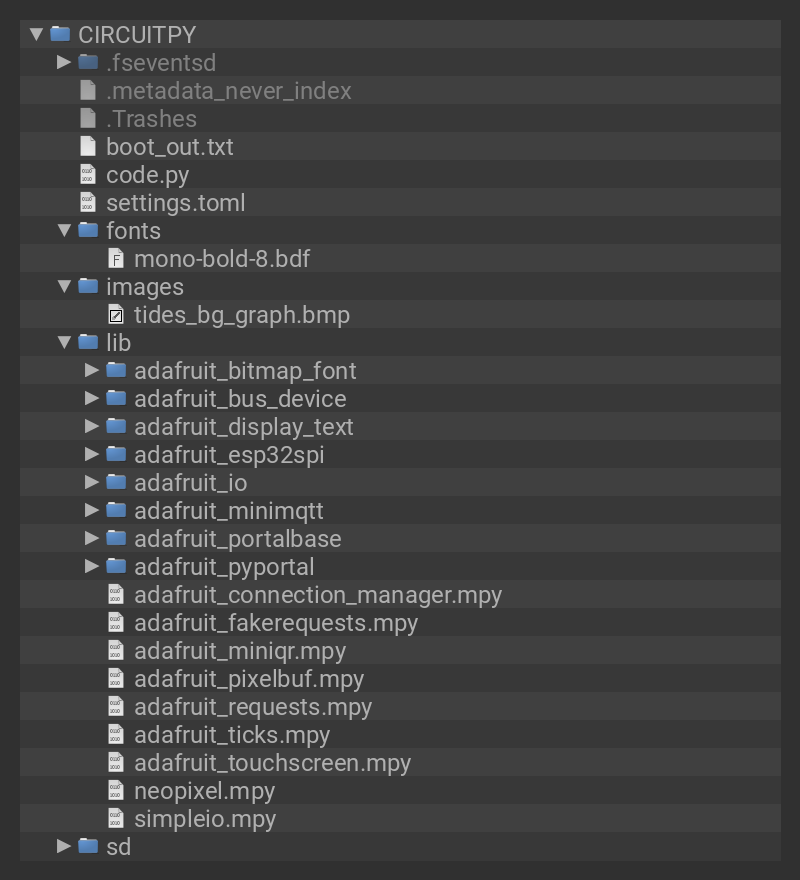 CIRCUITPY
.fseventsd
.metadata_never_index
.Trashes
boot_out.txt
code.py
settings.toml
fonts
mono-bold-8.bdf
images
tides_bg_graph.bmp
lib
adafruit_bitmap_font
adafruit_bus_device
adafruit_display_text
adafruit_esp32spi
adafruit_io
adafruit_minimqtt
adafruit_portalbase
adafruit_pyportal
adafruit_connection_manager.mpy
adafruit_fakerequests.mpy
adafruit_miniqr.mpy
adafruit_pixelbuf.mpy
adafruit_requests.mpy
adafruit_ticks.mpy
adafruit_touchscreen.mpy
neopixel.mpy
simpleio.mpy
sd